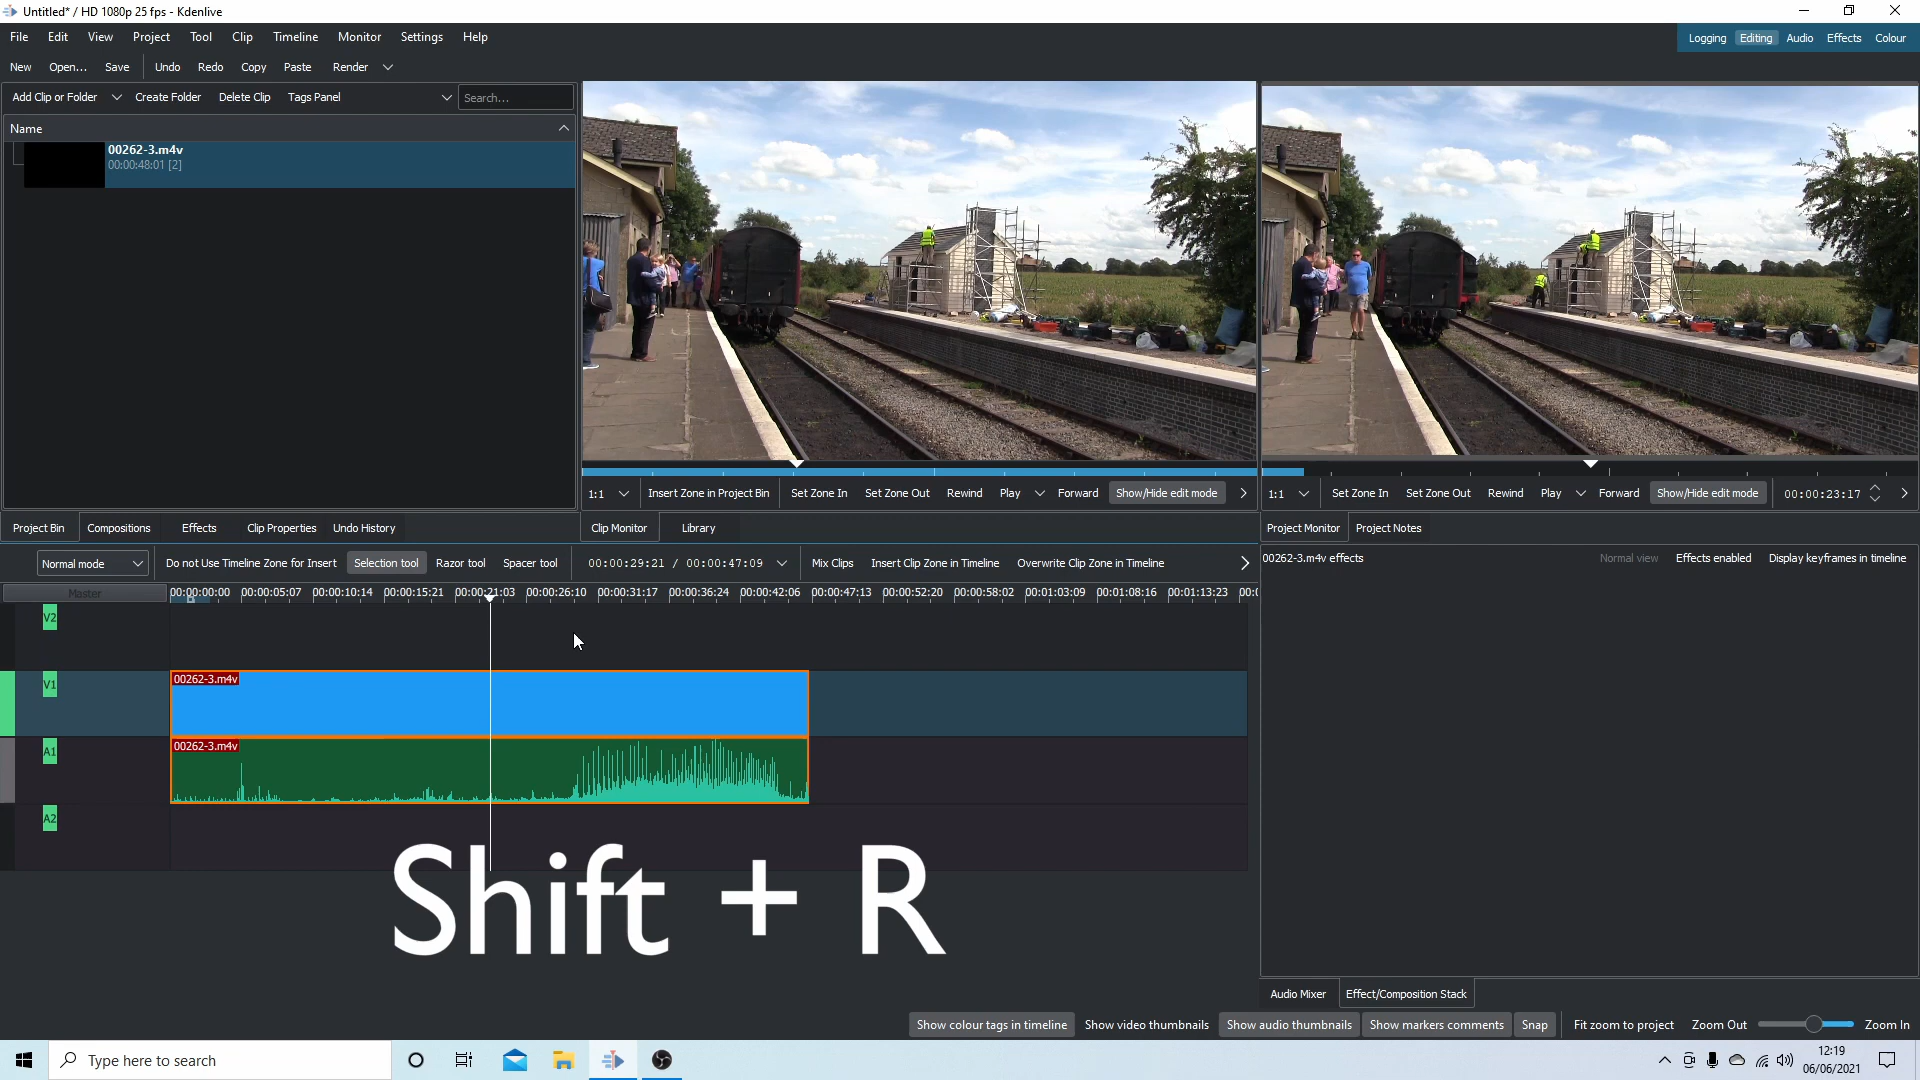 Untitled* / HD 1080p 25 fps - Kdenlive
File Edit View Project Tool Clip Timeline Monitor Settings Help
Logging Editing Audio Effects Colour
New Open... Save Undo Redo Copy Paste Render
Add Clip or Folder Create Folder Delete Clip Tags Panel Search...
Name
00262-3.m4v
00:00:48:01 [2]
1:1 Insert Zone in Project Bin Set Zone In Set Zone Out Rewind Play Forward Show/Hide edit mode
1:1 Set Zone In Set Zone Out Rewind Play Forward Show/Hide edit mode 00:00:23:17
Project Bin Compositions Effects Clip Properties Undo History
Clip Monitor Library
Project Monitor Project Notes
Normal mode Do Not Use Timeline Zone for Insert Selection tool Razor tool Spacer tool 00:00:29:21 / 00:00:47:09 Mix Clips Insert Clip Zone in Timeline Overwrite Clip Zone in Timeline
00262-3.m4v effects Normal view Effects enabled Display keyframes in timeline
Master
00:00:00:00 00:00:05:07 00:00:10:14 00:00:15:21 00:00:21:03 00:00:26:10 00:00:31:17 00:00:36:24 00:00:42:06 00:00:47:13 00:00:52:20 00:00:58:02 00:01:03:09 00:01:08:16 00:01:13:23 00:0
V2
V1 00262-3.m4v
A1 00262-3.m4v
A2
Shift + R
Audio Mixer Effect/Composition Stack
Show colour tags in timeline Show video thumbnails Show audio thumbnails Show markers comments Snap Fit zoom to project Zoom Out Zoom In
Type here to search
12:19
06/06/2021